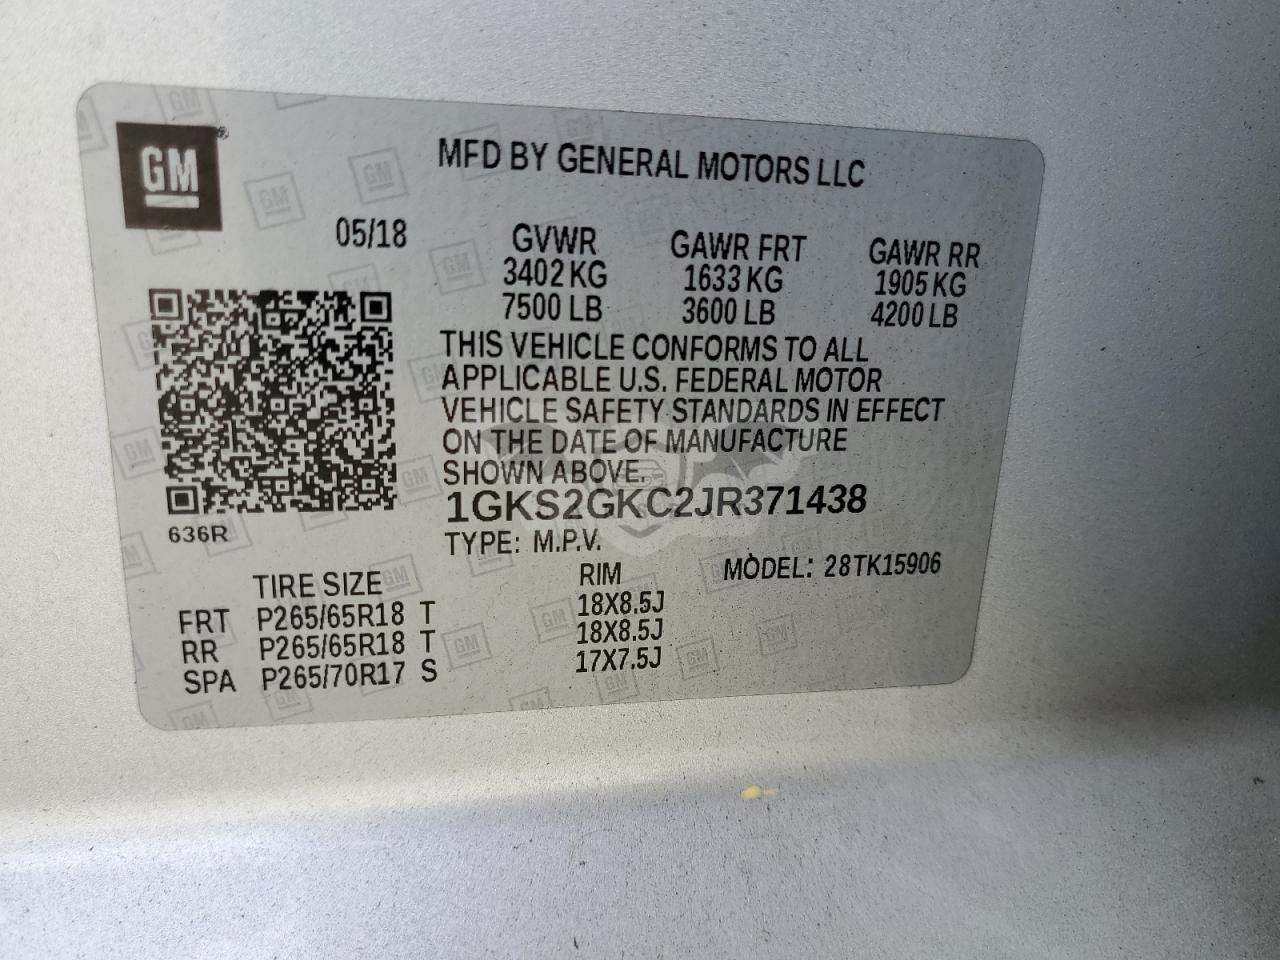 GM®
MFD BY GENERAL MOTORS LLC
05/18 GVWR GAWR FRT GAWR RR
3402 KG 1633 KG 1905 KG
7500 LB 3600 LB 4200 LB
THIS VEHICLE CONFORMS TO ALL
APPLICABLE U.S. FEDERAL MOTOR
VEHICLE SAFETY STANDARDS IN EFFECT
ON THE DATE OF MANUFACTURE
SHOWN ABOVE.
1GKS2GKC2JR371438
636R
TYPE: M.P.V.
MODEL: 28TK15906
TIRE SIZE RIM
FRT P265/65R18 T 18X8.5J
RR P265/65R18 T 18X8.5J
SPA P265/70R17 S 17X7.5J